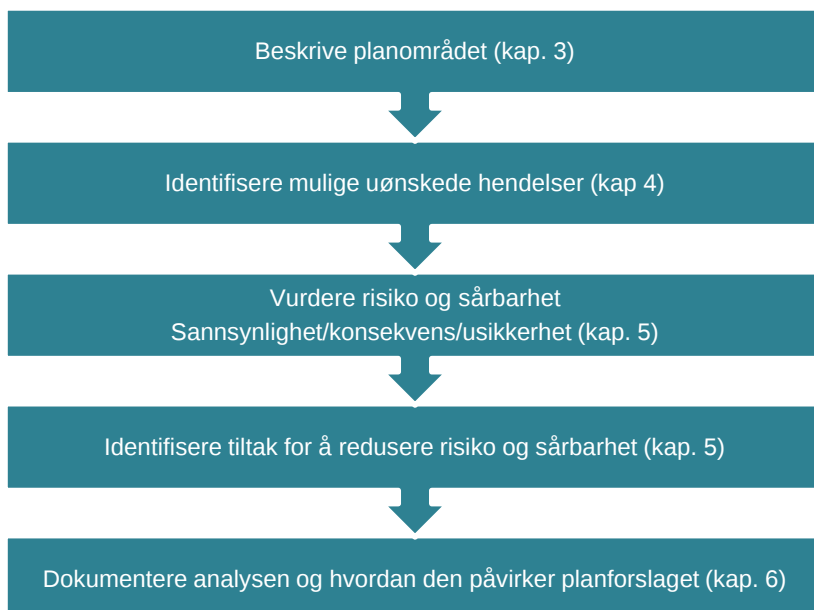 Beskrive planområdet (kap. 3)
Identifisere mulige uønskede hendelser (kap 4)
Vurdere risiko og sårbarhet
Sannsynlighet/konsekvens/usikkerhet (kap. 5)
Identifisere tiltak for å redusere risiko og sårbarhet (kap. 5)
Dokumentere analysen og hvordan den påvirker planforslaget (kap. 6)